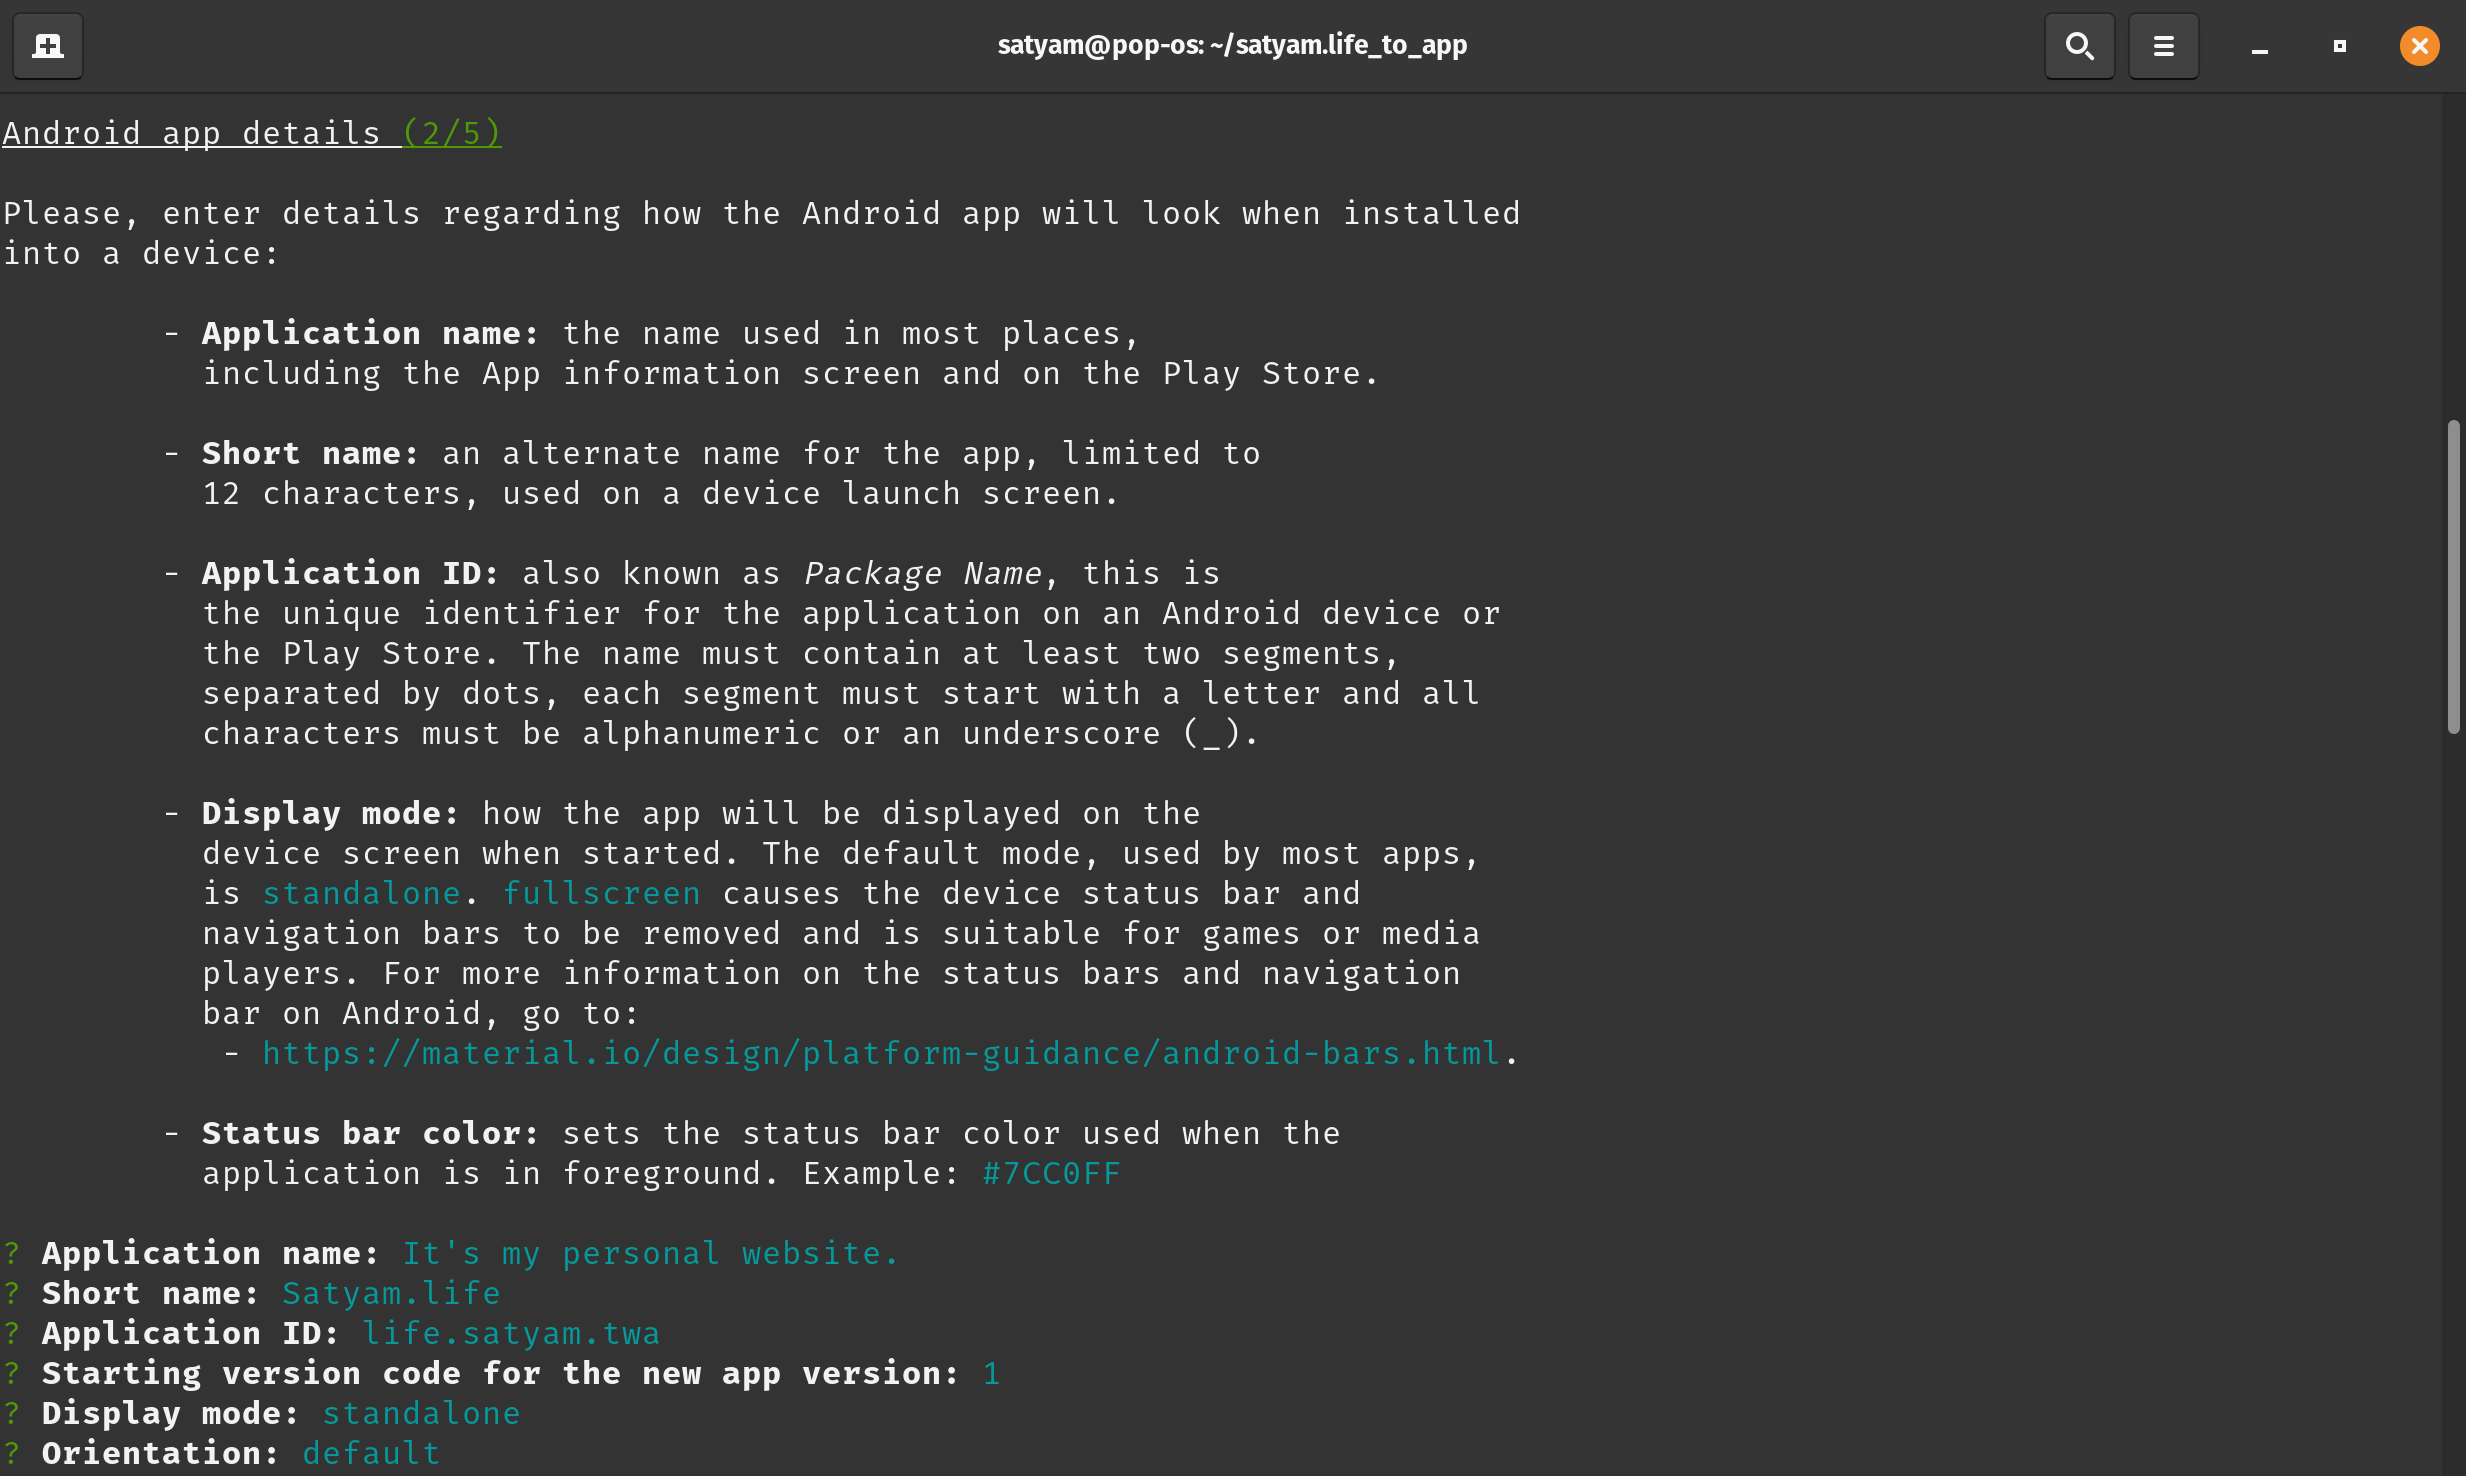 satyam@pop-os: ~/satyam.life_to_app
Android app details (2/5)
Please, enter details regarding how the Android app will look when installed
into a device:
- Application name: the name used in most places,
including the App information screen and on the Play Store.
- Short name: an alternate name for the app, limited to
12 characters, used on a device launch screen.
- Application ID: also known as Package Name, this is
the unique identifier for the application on an Android device or
the Play Store. The name must contain at least two segments,
separated by dots, each segment must start with a letter and all
characters must be alphanumeric or an underscore (_).
- Display mode: how the app will be displayed on the
device screen when started. The default mode, used by most apps,
is standalone. fullscreen causes the device status bar and
navigation bars to be removed and is suitable for games or media
players. For more information on the status bars and navigation
bar on Android, go to:
- https://material.io/design/platform-guidance/android-bars.html.
- Status bar color: sets the status bar color used when the
application is in foreground. Example: #7CC0FF
? Application name: It's my personal website.
? Short name: Satyam.life
? Application ID: life.satyam.twa
? Starting version code for the new app version: 1
? Display mode: standalone
? Orientation: default